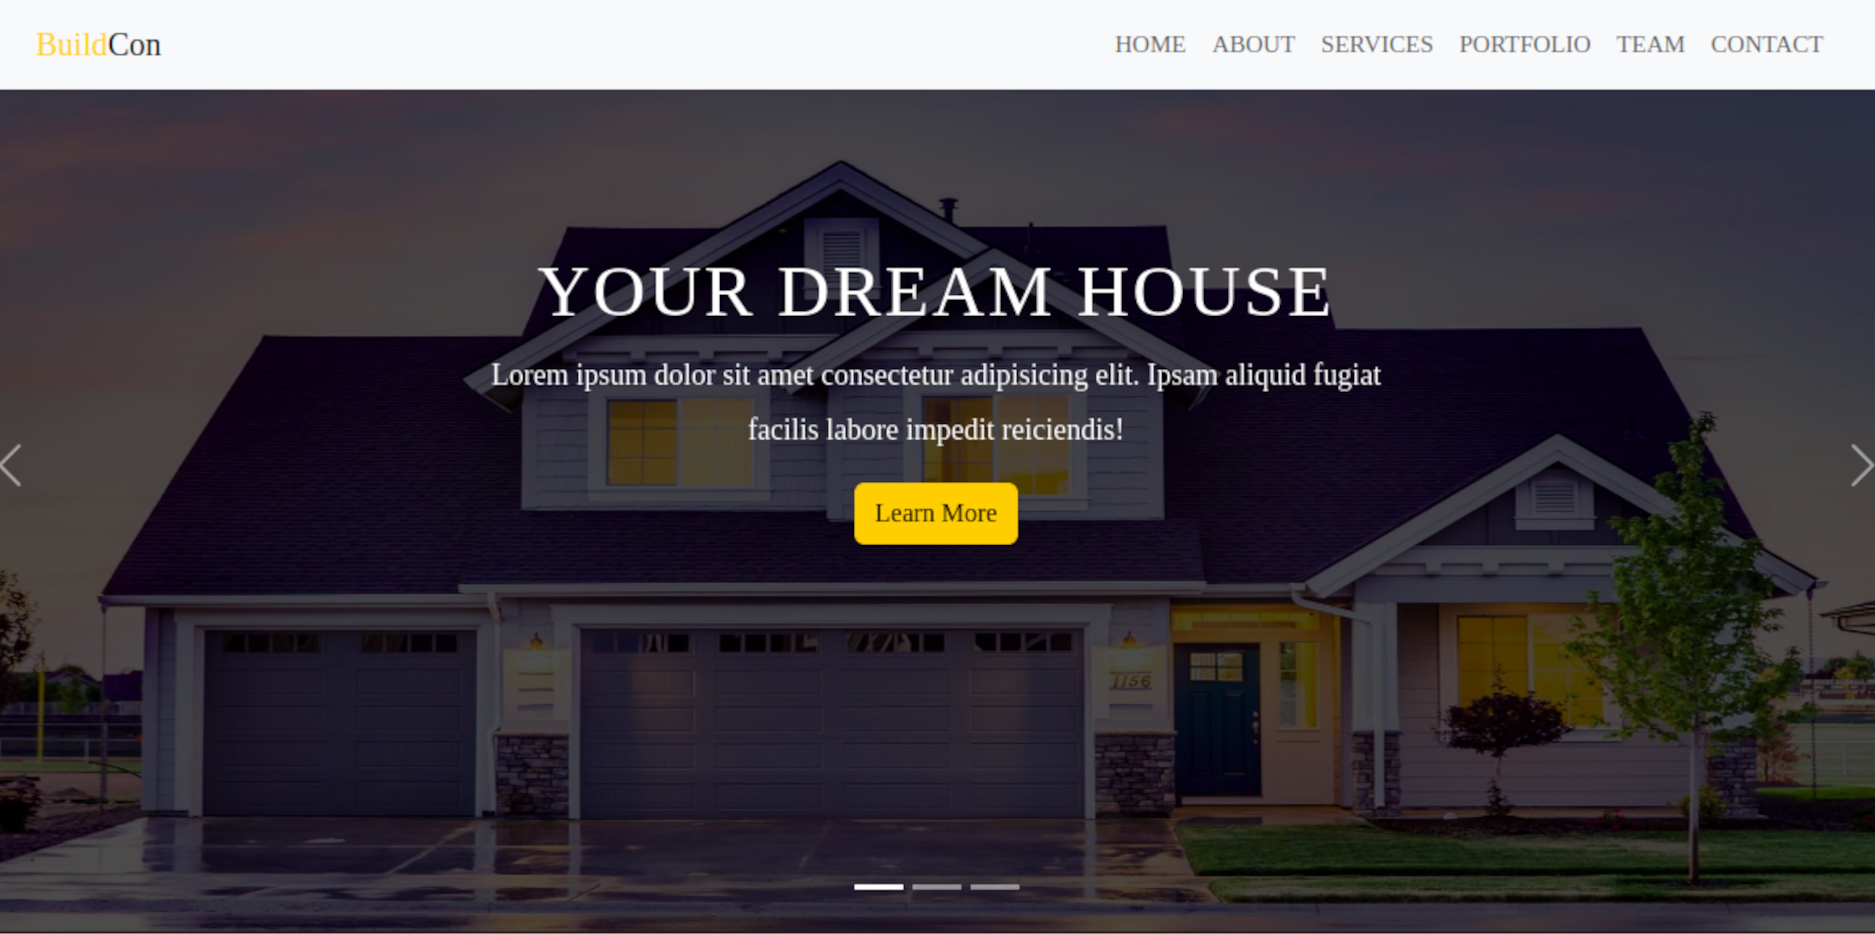 BuildCon
HOME ABOUT SERVICES PORTFOLIO TEAM CONTACT
YOUR DREAM HOUSE
Lorem ipsum dolor sit amet consectetur adipisicing elit. Ipsam aliquid fugiat
facilis labore impedit reiciendis!
Learn More
1156